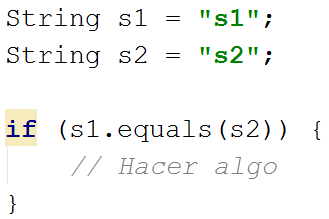 String s1 = "s1";
String s2 = "s2";
if (s1.equals(s2)) {
// Hacer algo
}